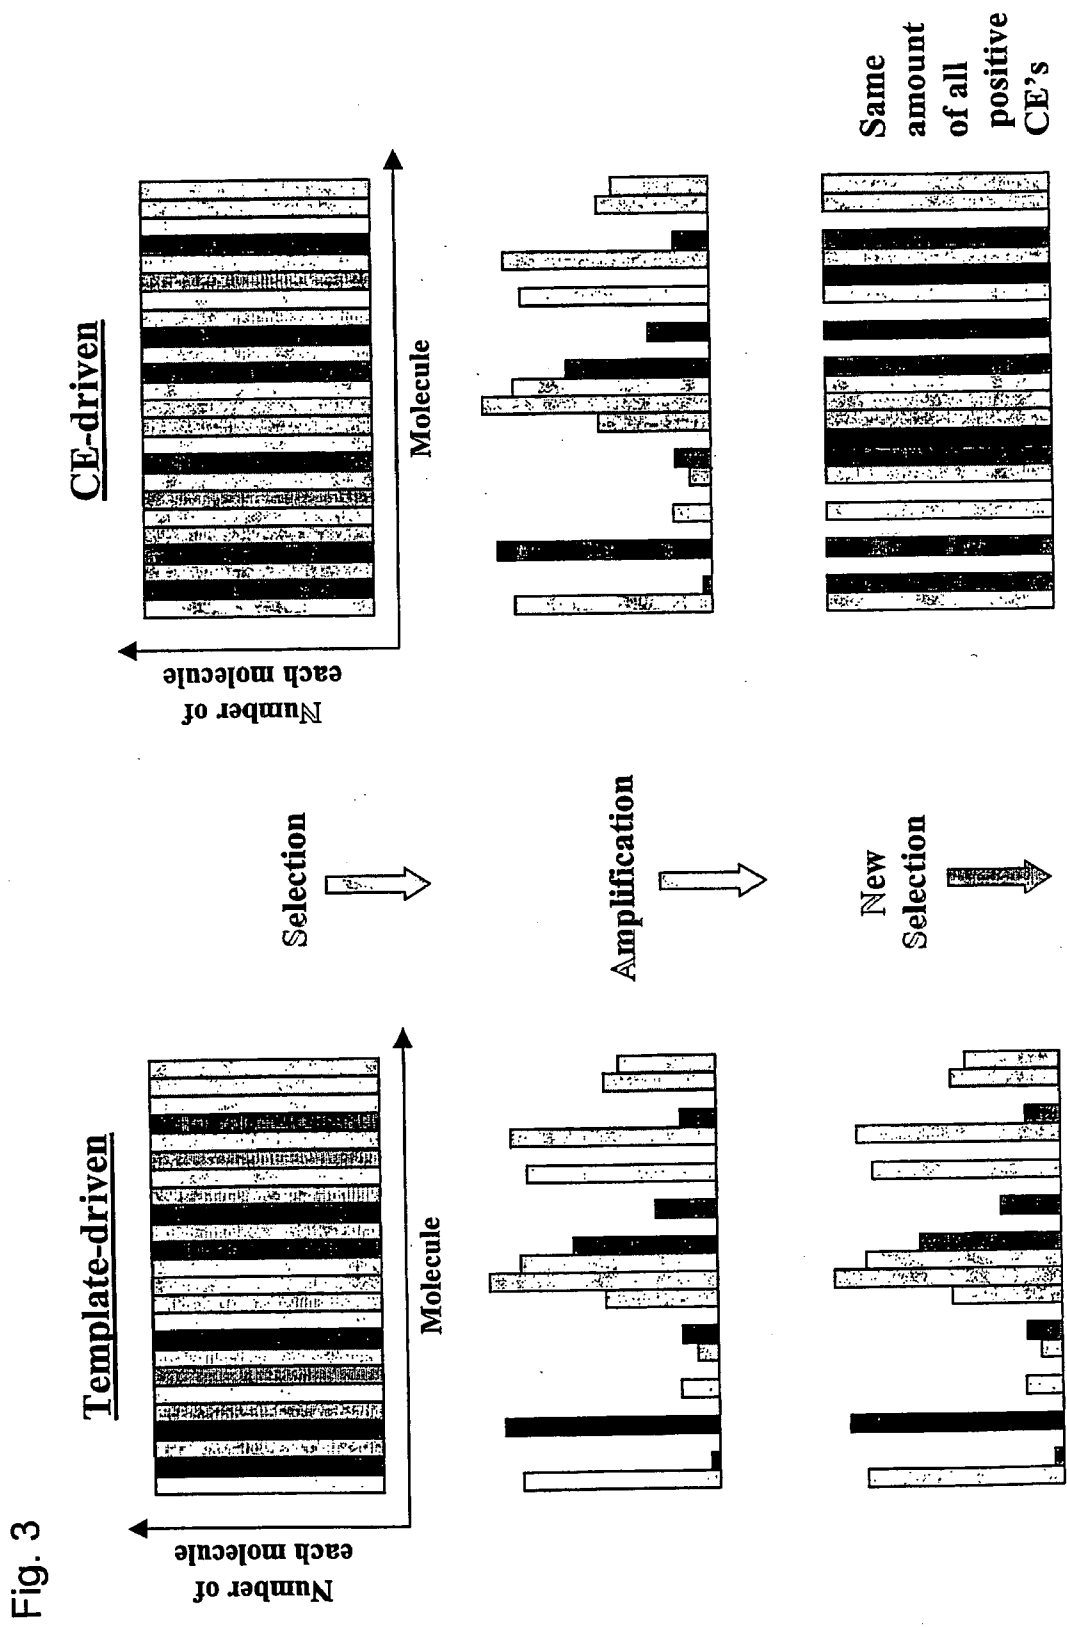 Fig. 3
Template-driven
CE-driven
Number of
each molecule
Molecule
Number of
each molecule
Molecule
Selection
Amplification
New
Selection
Same
amount
of all
positive
CE's